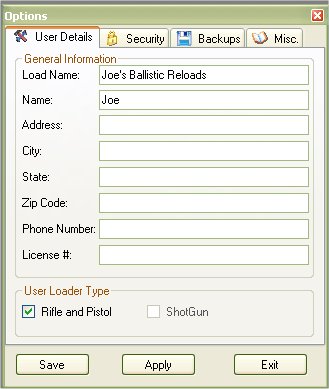 Options
User Details Security Backups Misc.
General Information
Load Name: Joe's Ballistic Reloads
Name: Joe
Address:
City:
State:
Zip Code:
Phone Number:
License #:
User Loader Type
Rifle and Pistol ShotGun
Save Apply Exit